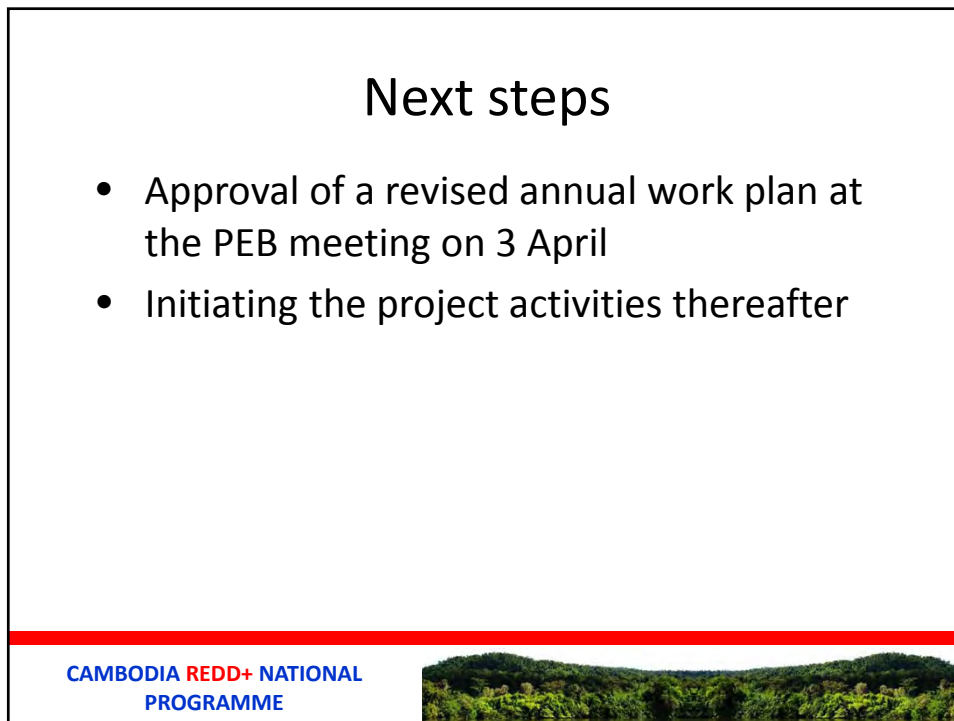 Next steps
• Approval of a revised annual work plan at
the PEB meeting on 3 April
• Initiating the project activities thereafter
CAMBODIA REDD+ NATIONAL
PROGRAMME